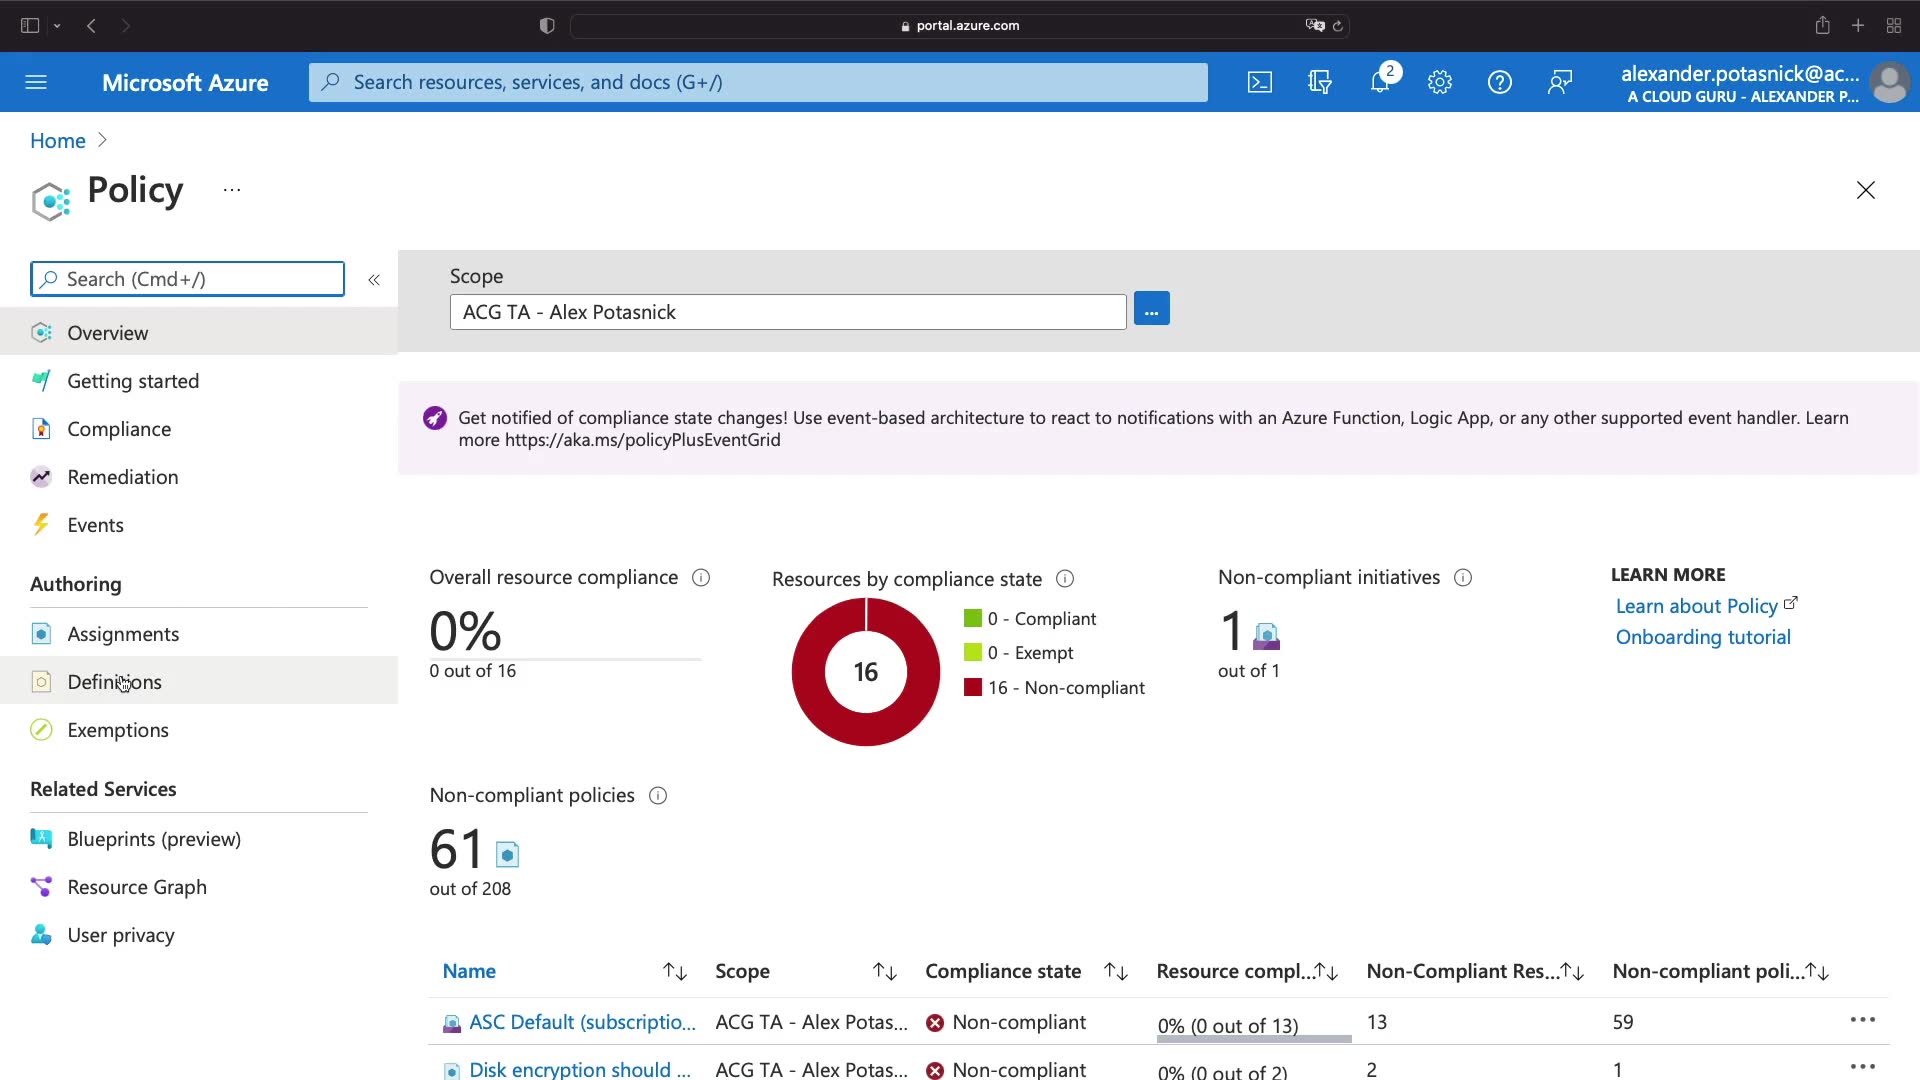 portal.azure.com
Microsoft Azure
Search resources, services, and docs (G+/)
2
alexander.potasnick@ac...
A CLOUD GURU - ALEXANDER P...
Home
Policy
...
Search (Cmd+/)
«
Overview
Getting started
Compliance
Remediation
Events
Authoring
Assignments
Definitions
Exemptions
Related Services
Blueprints (preview)
Resource Graph
User privacy
Scope
ACG TA - Alex Potasnick
...
Get notified of compliance state changes! Use event-based architecture to react to notifications with an Azure Function, Logic App, or any other supported event handler. Learn
more https://aka.ms/policyPlusEventGrid
Overall resource compliance
0%
0 out of 16
Resources by compliance state
16
0 - Compliant
0 - Exempt
16 - Non-compliant
Non-compliant initiatives
1
out of 1
LEARN MORE
Learn about Policy
Onboarding tutorial
Non-compliant policies
61
out of 208
Name Scope Compliance state Resource compl... Non-Compliant Res... Non-compliant poli...
ASC Default (subscriptio... ACG TA - Alex Potas... Non-compliant 0% (0 out of 13) 13 59 ...
Disk encryption should ... ACG TA - Alex Potas... Non-compliant 0% (0 out of 2) 2 1 ...